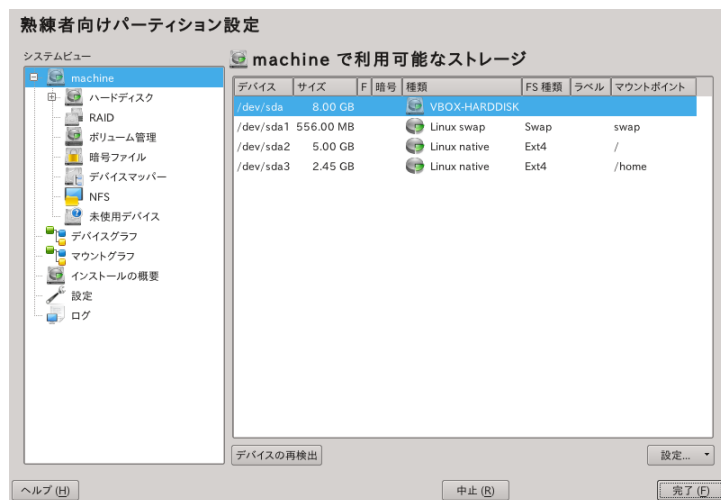 熟練者向けパーティション設定
システムビュー
machine
ハードディスク
RAID
ボリューム管理
暗号ファイル
デバイスマッパー
NFS
未使用デバイス
デバイスグラフ
マウントグラフ
インストールの概要
設定
ログ
machine で利用可能なストレージ
デバイス サイズ F 暗号 種類 FS 種類 ラベル マウントポイント
/dev/sda 8.00 GB VBOX-HARDDISK
/dev/sda1 556.00 MB Linux swap Swap swap
/dev/sda2 5.00 GB Linux native Ext4 /
/dev/sda3 2.45 GB Linux native Ext4 /home
デバイスの再検出 設定...
ヘルプ (H) 中止 (R) 完了 (F)